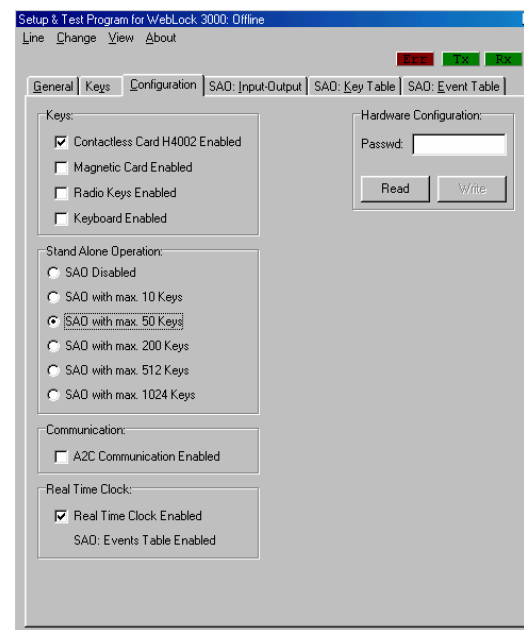 Setup & Test Program for WebLock 3000: Offline
Line Change View About
Err Tx Rx
General Keys Configuration SAO: Input-Output SAO: Key Table SAO: Event Table
Keys:
Contactless Card H4002 Enabled
Magnetic Card Enabled
Radio Keys Enabled
Keyboard Enabled
Hardware Configuration:
Passwd:
Read Write
Stand Alone Operation:
SAO Disabled
SAO with max. 10 Keys
SAO with max. 50 Keys
SAO with max. 200 Keys
SAO with max. 512 Keys
SAO with max. 1024 Keys
Communication:
A2C Communication Enabled
Real Time Clock:
Real Time Clock Enabled
SAO: Events Table Enabled